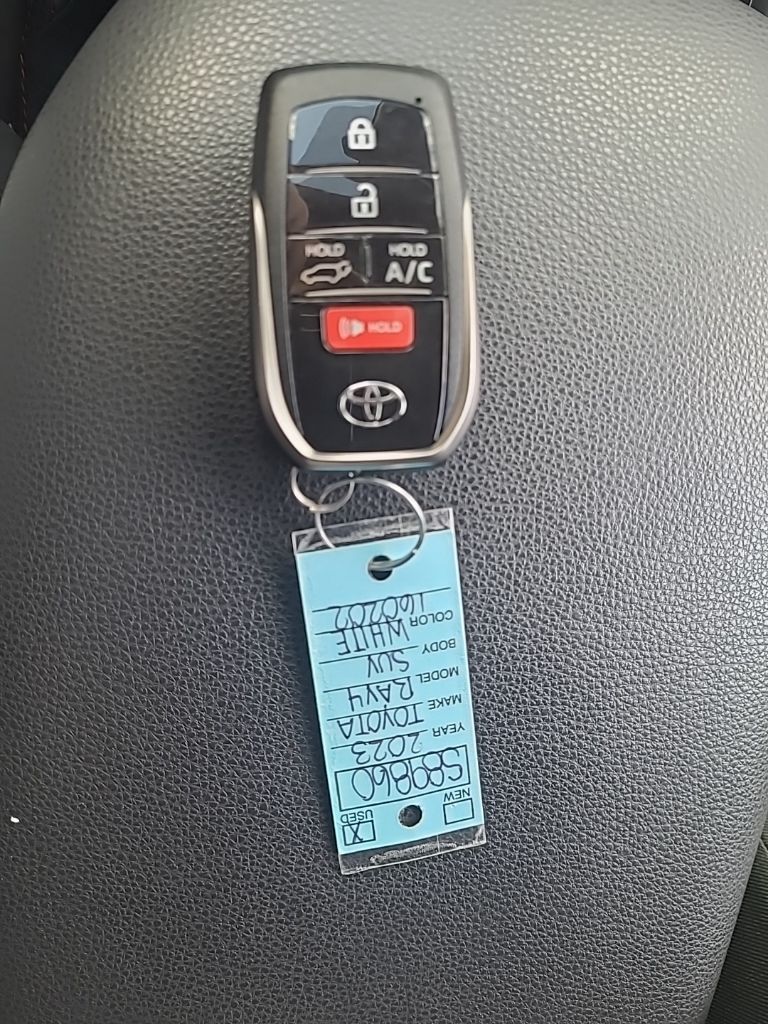 HOLD HOLD
A/C
HOLD
NEW USED X
S89860
YEAR 2023
MAKE TOYOTA
MODEL RAV4
BODY SUV
COLOR WHITE
160202